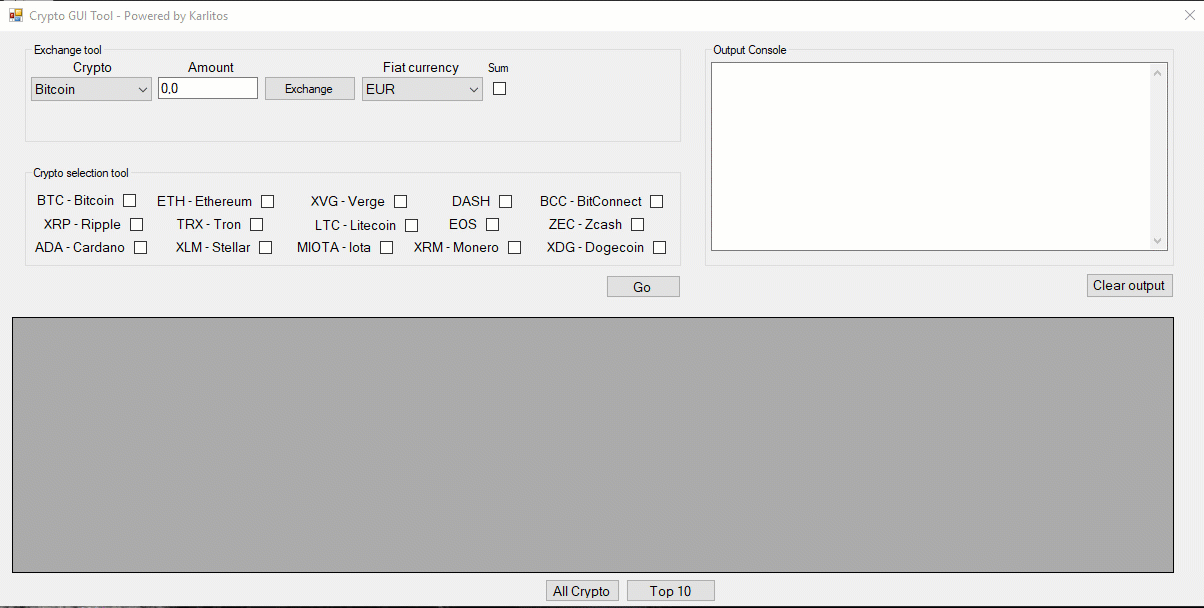 Crypto GUI Tool - Powered by Karlitos
Exchange tool
Crypto Amount Fiat currency Sum
Bitcoin 0,0 Exchange EUR
Crypto selection tool
BTC - Bitcoin ETH - Ethereum XVG - Verge DASH BCC - BitConnect
XRP - Ripple TRX - Tron LTC - Litecoin EOS ZEC - Zcash
ADA - Cardano XLM - Stellar MIOTA - Iota XRM - Monero XDG - Dogecoin
Go
Output Console
Clear output
All Crypto Top 10